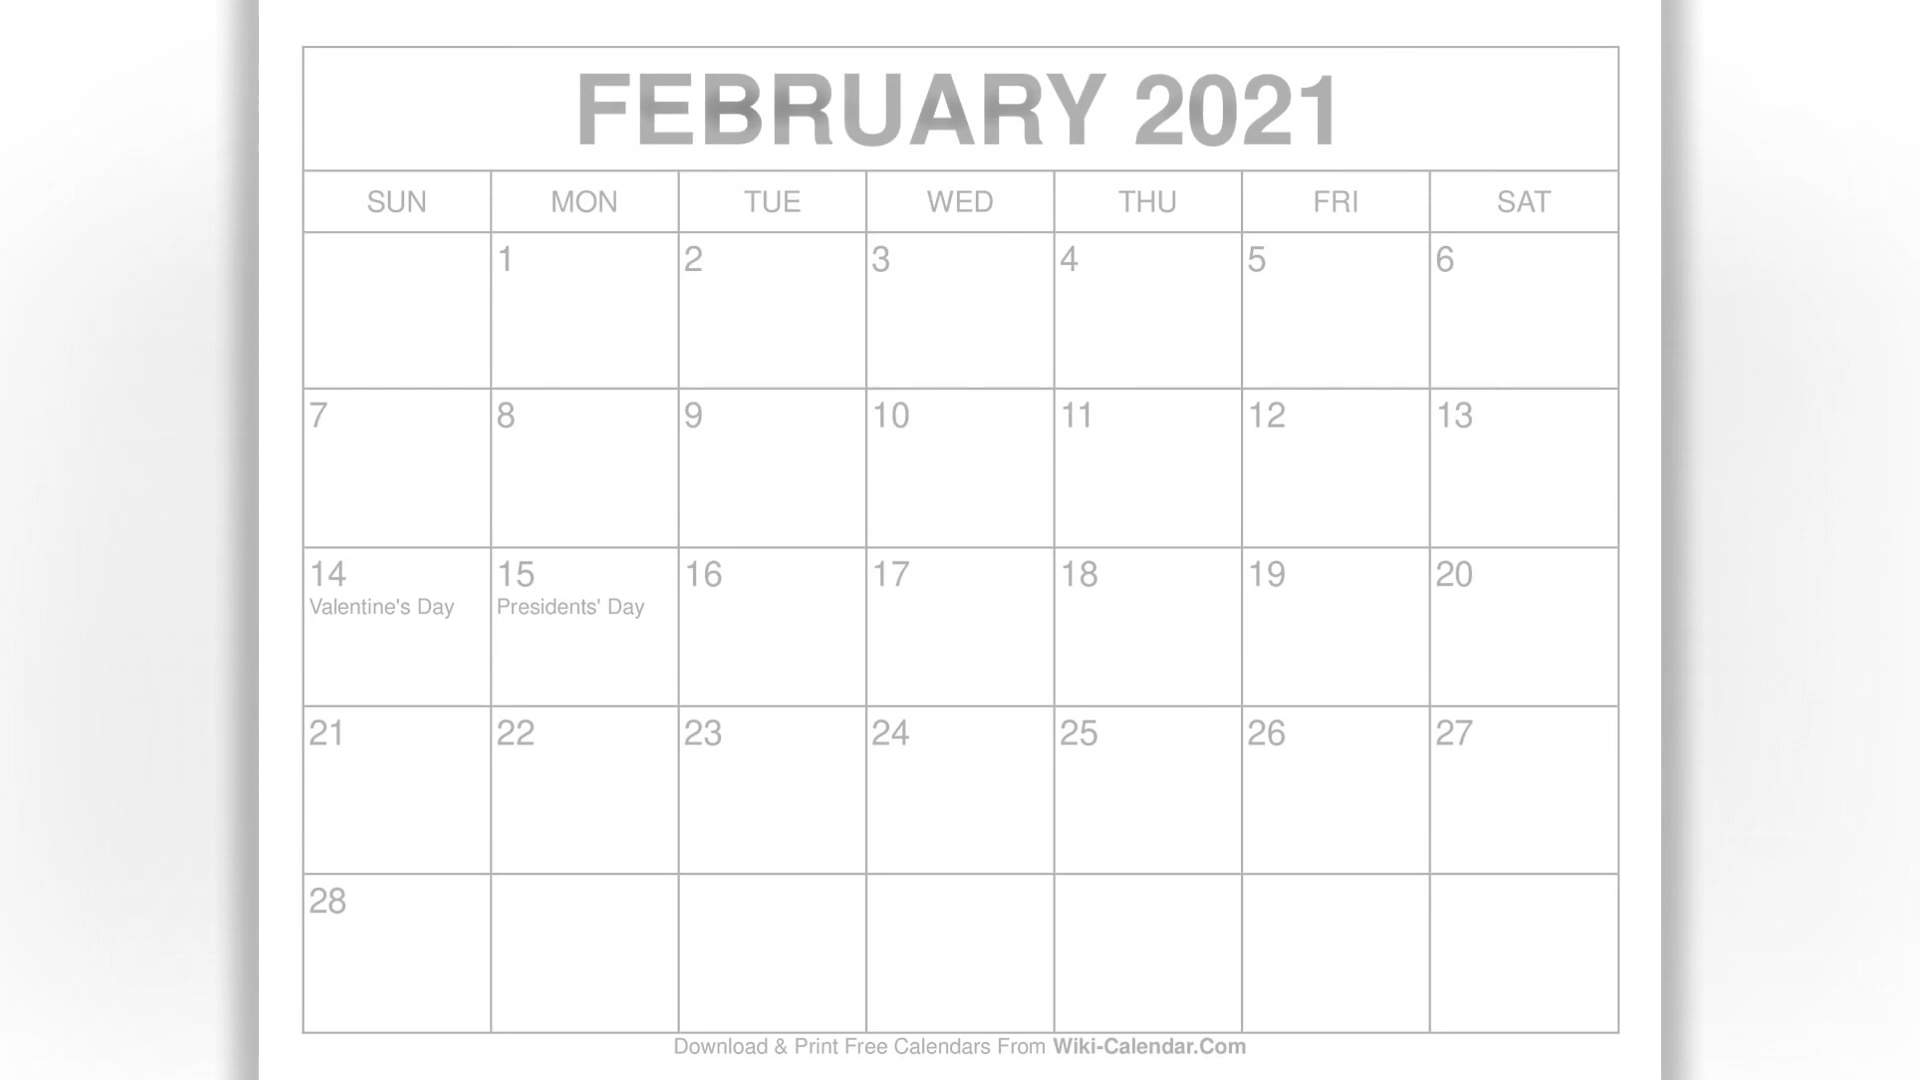 FEBRUARY 2021
SUN MON TUE WED THU FRI SAT
1 2 3 4 5 6
7 8 9 10 11 12 13
14 15 16 17 18 19 20
Valentine's Day Presidents' Day
21 22 23 24 25 26 27
28
Download & Print Free Calendars From Wiki-Calendar.Com